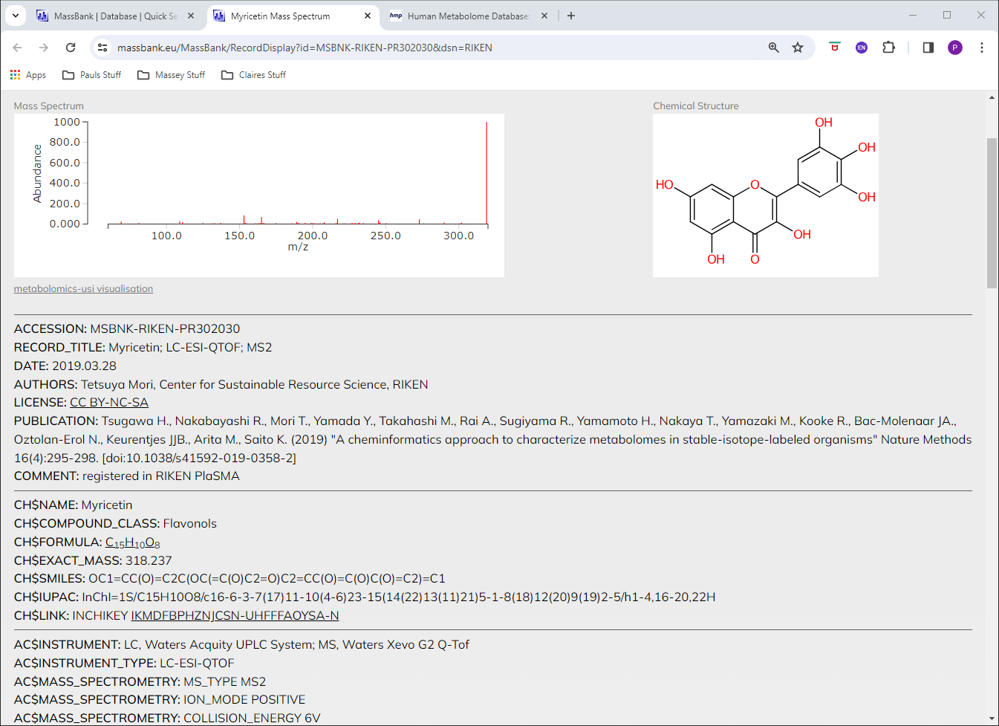 MassBank | Database | Quick Se
Myricetin Mass Spectrum
hmp Human Metabolome Database:
massbank.eu/MassBank/RecordDisplay?id=MSBNK-RIKEN-PR302030&dsn=RIKEN
EN
P
Apps Pauls Stuff Massey Stuff Claires Stuff
Mass Spectrum
Chemical Structure
1000
800.0
600.0
400.0
200.0
0.000
Abundance
100.0 150.0 200.0 250.0 300.0
m/z
OH
OH
HO O
OH
OH
OH O
metabolomics-usi visualisation
ACCESSION: MSBNK-RIKEN-PR302030
RECORD_TITLE: Myricetin; LC-ESI-QTOF; MS2
DATE: 2019.03.28
AUTHORS: Tetsuya Mori, Center for Sustainable Resource Science, RIKEN
LICENSE: CC BY-NC-SA
PUBLICATION: Tsugawa H., Nakabayashi R., Mori T., Yamada Y., Takahashi M., Rai A., Sugiyama R., Yamamoto H., Nakaya T., Yamazaki M., Kooke R., Bac-Molenaar JA.,
Oztolan-Erol N., Keurentjes JJB., Arita M., Saito K. (2019) "A cheminformatics approach to characterize metabolomes in stable-isotope-labeled organisms" Nature Methods
16(4):295-298. [doi:10.1038/s41592-019-0358-2]
COMMENT: registered in RIKEN PlaSMA
CH$NAME: Myricetin
CH$COMPOUND_CLASS: Flavonols
CH$FORMULA: C15H10O8
CH$EXACT_MASS: 318.237
CH$SMILES: OC1=CC(O)=C2C(OC(=C(O)C2=O)C2=CC(O)=C(O)C(O)=C2)=C1
CH$IUPAC: InChI=1S/C15H10O8/c16-6-3-7(17)11-10(4-6)23-15(14(22)13(11)21)5-1-8(18)12(20)9(19)2-5/h1-4,16-20,22H
CH$LINK: INCHIKEY IKMDFBPHZNJCSN-UHFFFAOYSA-N
AC$INSTRUMENT: LC, Waters Acquity UPLC System; MS, Waters Xevo G2 Q-Tof
AC$INSTRUMENT_TYPE: LC-ESI-QTOF
AC$MASS_SPECTROMETRY: MS_TYPE MS2
AC$MASS_SPECTROMETRY: ION_MODE POSITIVE
AC$MASS_SPECTROMETRY: COLLISION_ENERGY 6V